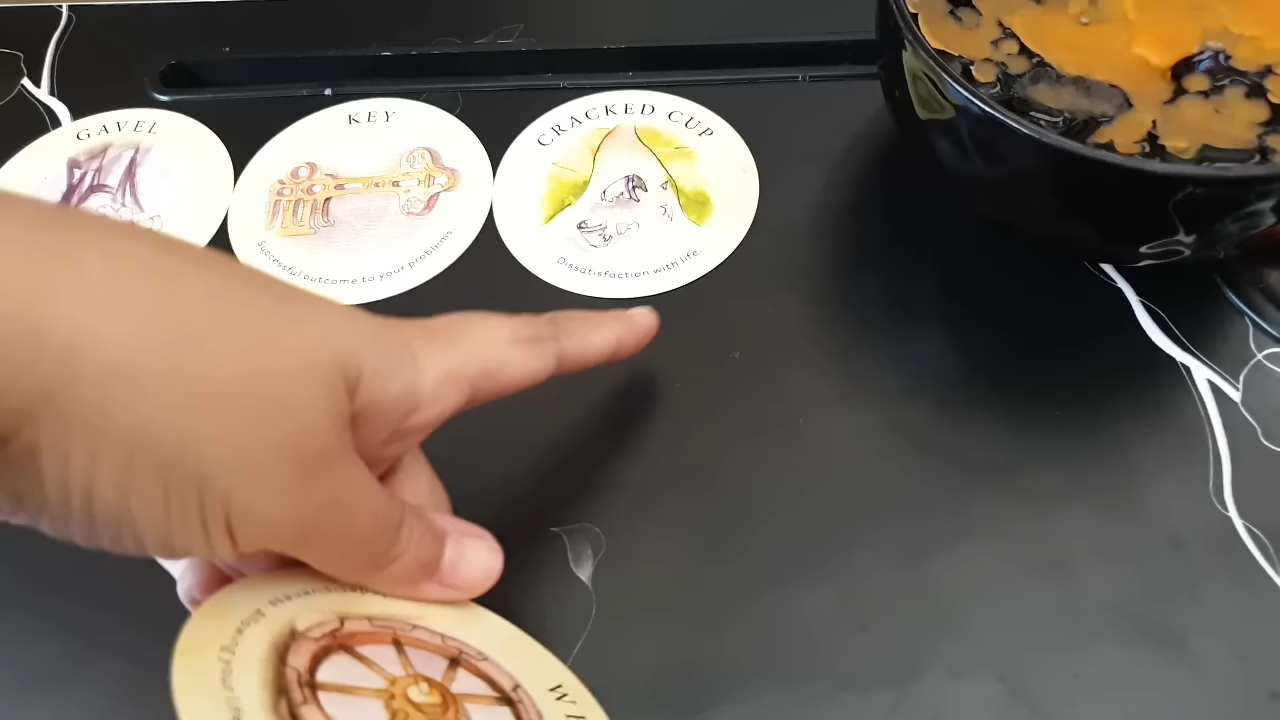 GAVEL
KEY
Successful outcome to your problems.
CRACKED CUP
Dissatisfaction with life.